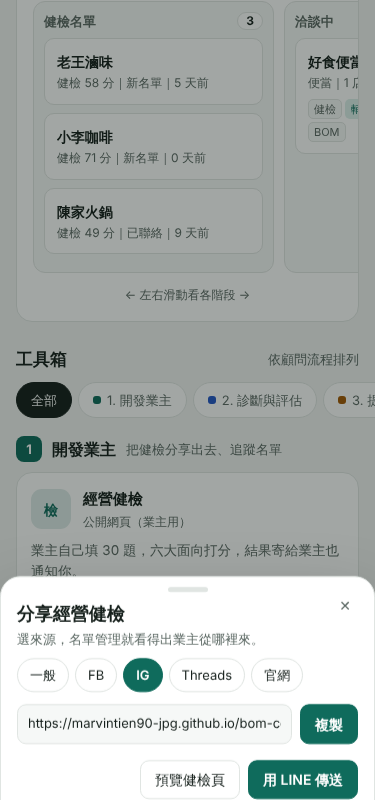 健檢名單 3
洽談中
老王滷味
健檢 58 分｜新名單｜5 天前
小李咖啡
健檢 71 分｜新名單｜0 天前
陳家火鍋
健檢 49 分｜已聯絡｜9 天前
好食便當
便當｜1 店
健檢
BOM
← 左右滑動看各階段 →
工具箱
依顧問流程排列
全部
1. 開發業主
2. 診斷與評估
3.
1 開發業主 把健檢分享出去、追蹤名單
檢
經營健檢
公開網頁（業主用）
業主自己填 30 題，六大面向打分，結果寄給業主也
通知你。
分享經營健檢
×
選來源，名單管理就看得出業主從哪裡來。
一般
FB
IG
Threads
官網
https://marvintien90-jpg.github.io/bom-c
複製
預覽健檢頁
用 LINE 傳送